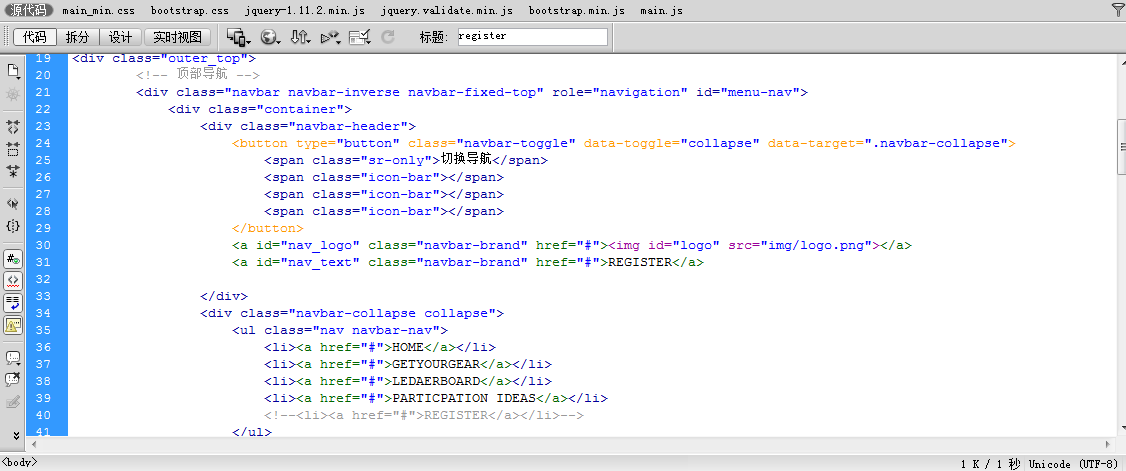 源代码 main_min.css bootstrap.css jquery-1.11.2.min.js jquery.validate.min.js bootstrap.min.js main.js
代码 拆分 设计 实时视图 标题: register
19 <div class="outer_top">
20 <!-- 顶部导航 -->
21 <div class="navbar navbar-inverse navbar-fixed-top" role="navigation" id="menu-nav">
22 <div class="container">
23 <div class="navbar-header">
24 <button type="button" class="navbar-toggle" data-toggle="collapse" data-target=".navbar-collapse">
25 <span class="sr-only">切换导航</span>
26 <span class="icon-bar"></span>
27 <span class="icon-bar"></span>
28 <span class="icon-bar"></span>
29 </button>
30 <a id="nav_logo" class="navbar-brand" href="#"><img id="logo" src="img/logo.png"></a>
31 <a id="nav_text" class="navbar-brand" href="#">REGISTER</a>
32
33 </div>
34 <div class="navbar-collapse collapse">
35 <ul class="nav navbar-nav">
36 <li><a href="#">HOME</a></li>
37 <li><a href="#">GETYOURGEAR</a></li>
38 <li><a href="#">LEDAERBOARD</a></li>
39 <li><a href="#">PARTICPATION IDEAS</a></li>
40 <!--<li><a href="#">REGISTER</a></li>-->
41 </ul>
<body> 1 K / 1 秒 Unicode (UTF-8)